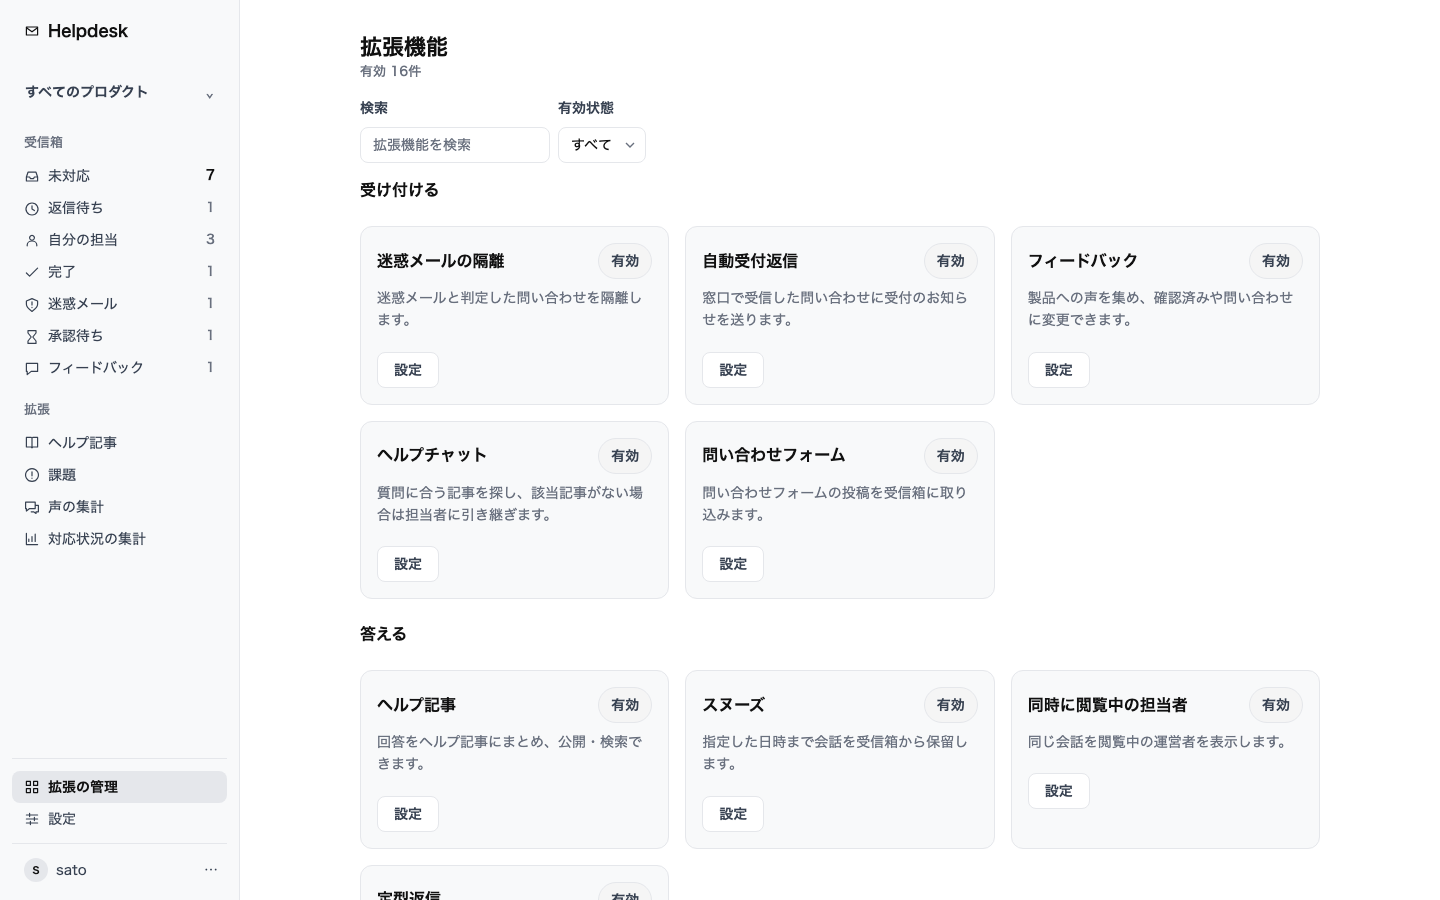 Helpdesk
すべてのプロダクト
受信箱
未対応 7
返信待ち 1
自分の担当 3
完了 1
迷惑メール 1
承認待ち 1
フィードバック 1
拡張
ヘルプ記事
課題
声の集計
対応状況の集計
拡張の管理
設定
S sato ...
拡張機能
有効 16件
検索 有効状態
拡張機能を検索 すべて
受け付ける
迷惑メールの隔離 有効
迷惑メールと判定した問い合わせを隔離し
ます。
設定
自動受付返信 有効
窓口で受信した問い合わせに受付のお知ら
せを送ります。
設定
フィードバック 有効
製品への声を集め、確認済みや問い合わせ
に変更できます。
設定
ヘルプチャット 有効
質問に合う記事を探し、該当記事がない場
合は担当者に引き継ぎます。
設定
問い合わせフォーム 有効
問い合わせフォームの投稿を受信箱に取り
込みます。
設定
答える
ヘルプ記事 有効
回答をヘルプ記事にまとめ、公開・検索で
きます。
設定
スヌーズ 有効
指定した日時まで会話を受信箱から保留し
ます。
設定
同時に閲覧中の担当者 有効
同じ会話を閲覧中の運営者を表示します。
設定
定型返信 有効